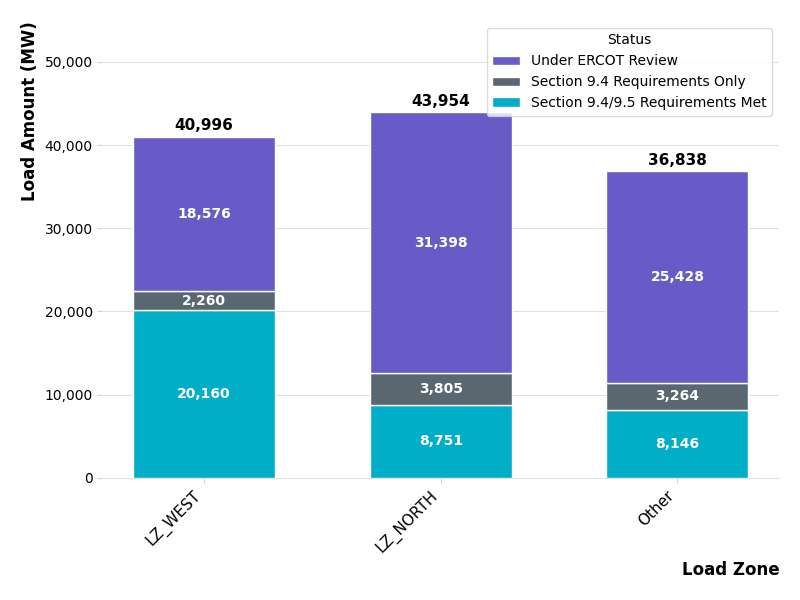 Load Amount (MW)
50,000
40,000
30,000
20,000
10,000
0
Status
Under ERCOT Review
Section 9.4 Requirements Only
Section 9.4/9.5 Requirements Met
40,996
18,576
2,260
20,160
43,954
31,398
3,805
8,751
36,838
25,428
3,264
8,146
LZ_WEST
LZ_NORTH
Other
Load Zone